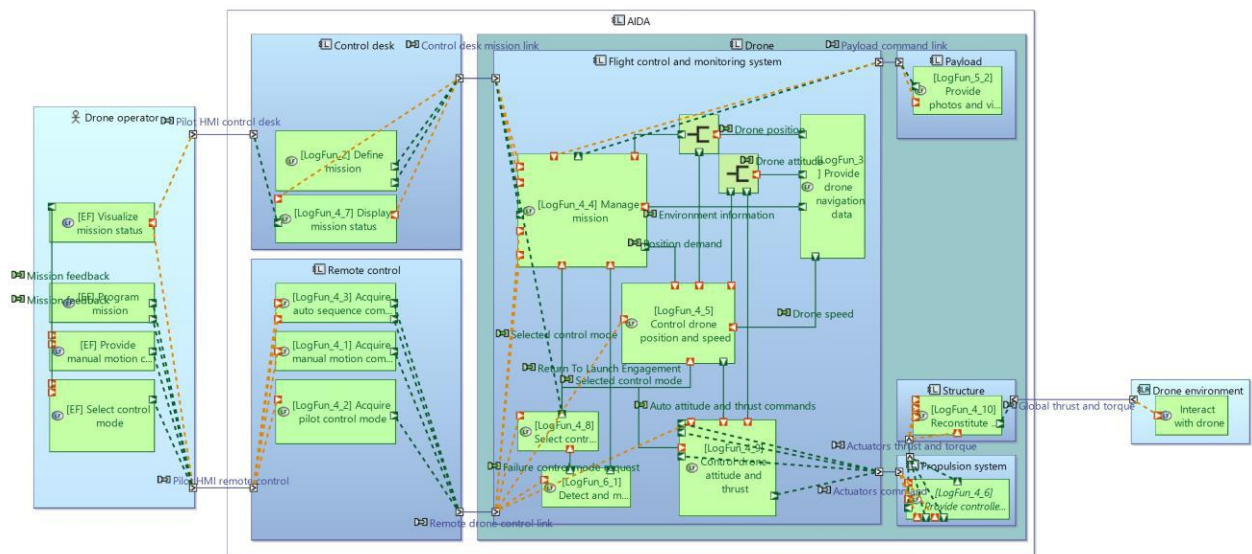 AIDA
Control desk
Control desk mission link
Drone
Payload command link
Flight control and monitoring system
Payload
[LogFun_5_2]
Provide
photos and vi...
Drone operator
Pilot HMI control desk
[LogFun_2] Define
mission
[LogFun_4_7] Display
mission status
[LogFun_4_4] Manage
mission
Drone position
Drone attitude
[LogFun_3
] Provide
drone
navigation
data
Environment information
Position demand
[EF] Visualize
mission status
Mission feedback
Mission feedback
[EF] Program
mission
[EF] Provide
manual motion c...
[EF] Select control
mode
Pilot HMI remote control
Remote control
[LogFun_4_3] Acquire
auto sequence com...
[LogFun_4_1] Acquire
manual motion com...
[LogFun_4_2] Acquire
pilot control mode
Remote drone control link
[LogFun_4_5]
Control drone
position and speed
Drone speed
Selected control mode
Return To Launch Engagement
Selected control mode
Auto attitude and thrust commands
[LogFun_4_8]
Select contr...
Failure control mode request
[LogFun_6_1]
Detect and m...
Control drone
attitude and
thrust
Actuators thrust and torque
Actuators command
Structure
[LogFun_4_10]
Reconstitute ...
Global thrust and torque
Propulsion system
[LogFun_4_6]
Provide controlle...
Drone environment
Interact
with drone